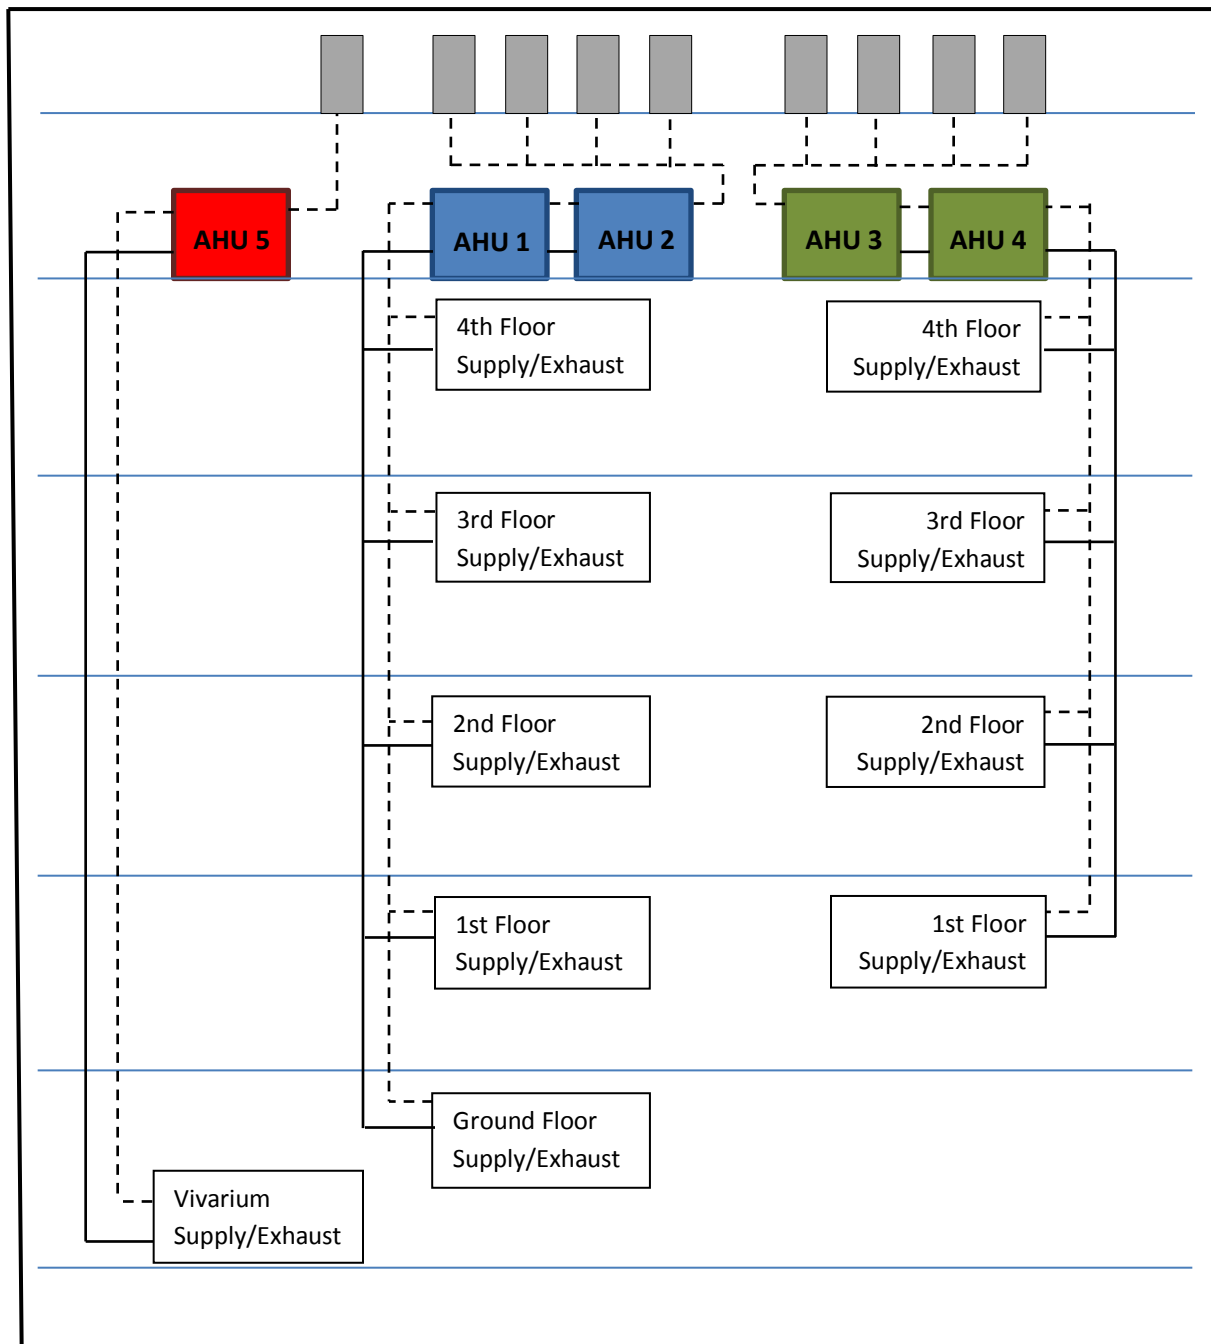 AHU 5
AHU 1
AHU 2
AHU 3
AHU 4
4th Floor
Supply/Exhaust
4th Floor
Supply/Exhaust
3rd Floor
Supply/Exhaust
3rd Floor
Supply/Exhaust
2nd Floor
Supply/Exhaust
2nd Floor
Supply/Exhaust
1st Floor
Supply/Exhaust
1st Floor
Supply/Exhaust
Ground Floor
Supply/Exhaust
Vivarium
Supply/Exhaust